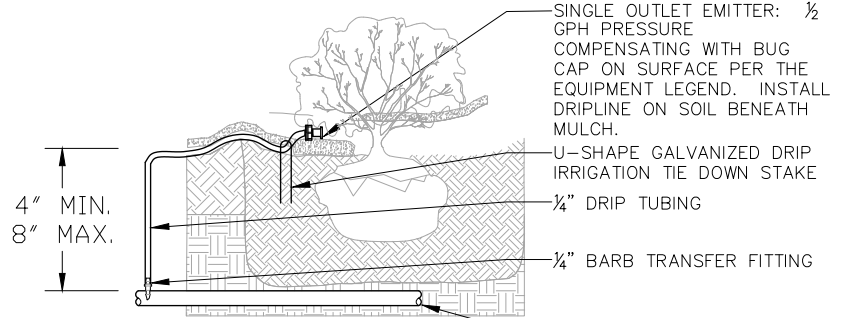 SINGLE OUTLET EMITTER: ½
GPH PRESSURE
COMPENSATING WITH BUG
CAP ON SURFACE PER THE
EQUIPMENT LEGEND. INSTALL
DRIPLINE ON SOIL BENEATH
MULCH.
U-SHAPE GALVANIZED DRIP
IRRIGATION TIE DOWN STAKE
4" MIN.
8" MAX.
¼" DRIP TUBING
¼" BARB TRANSFER FITTING